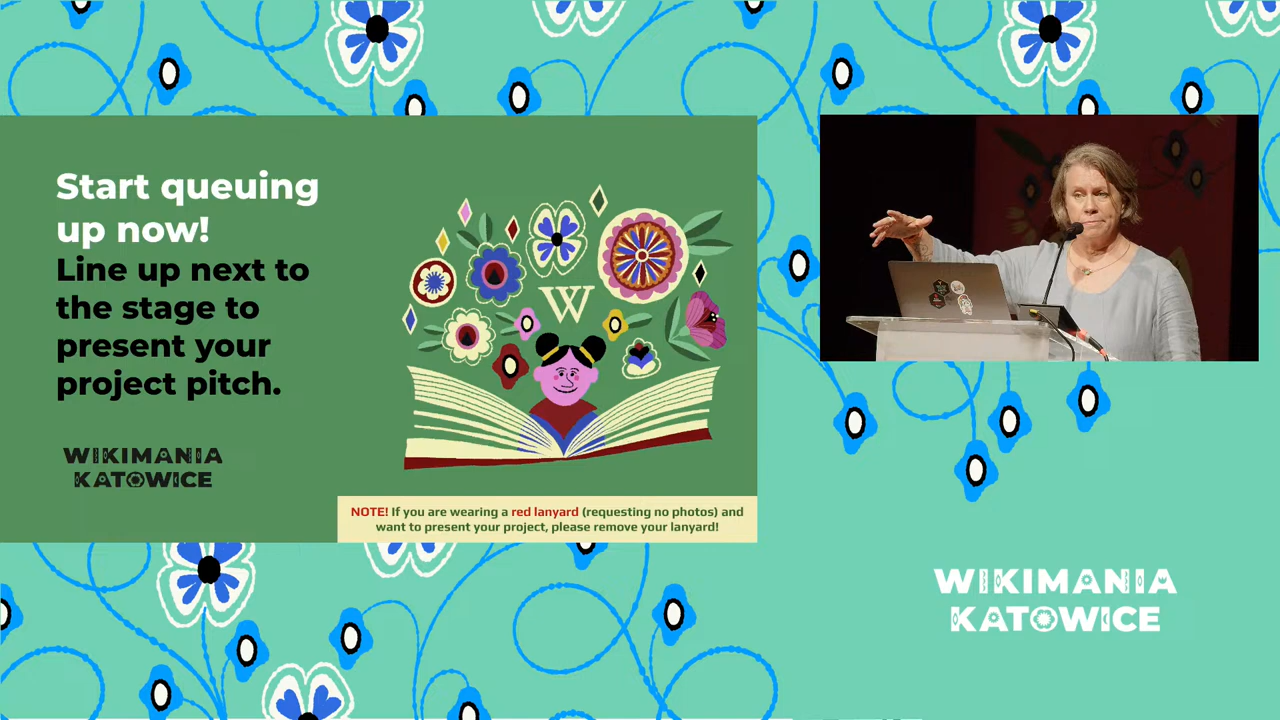 Start queuing
up now!
Line up next to
the stage to
present your
project pitch.
WIKIMANIA
KATOWICE
W
NOTE! If you are wearing a red lanyard (requesting no photos) and
want to present your project, please remove your lanyard!
WIKIMANIA
KATOWICE